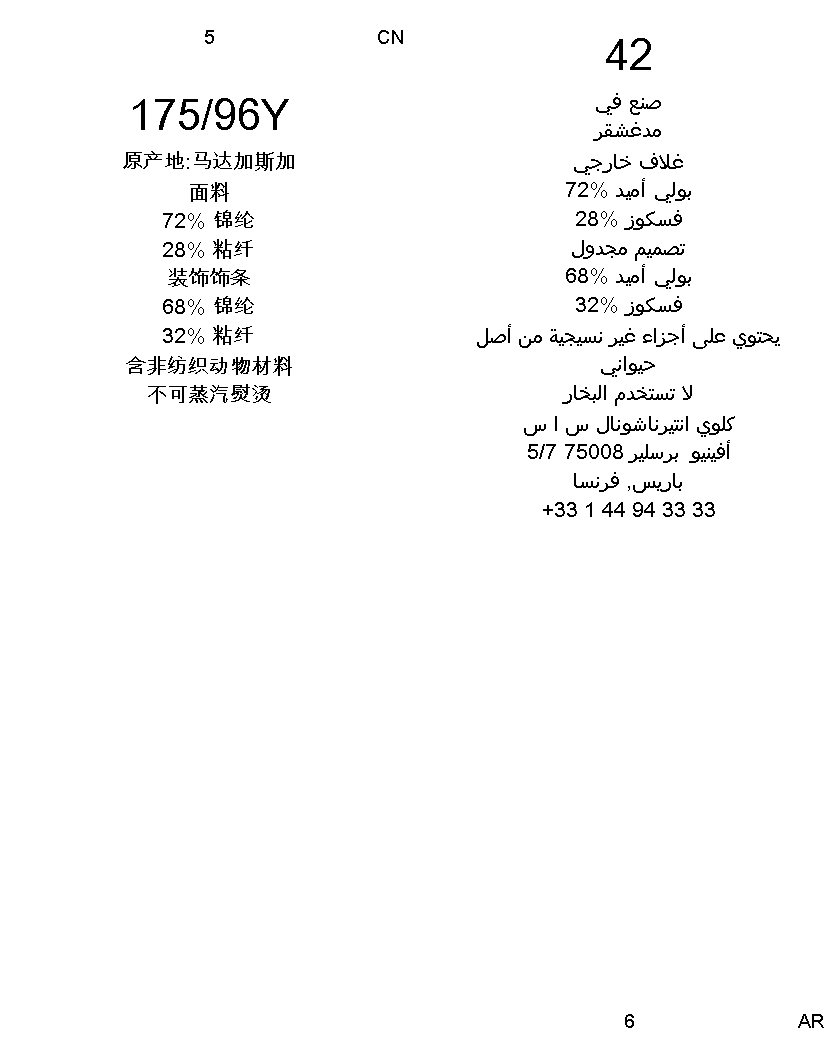 5
CN
175/96Y
原产地:马达加斯加
面料
72% 锦纶
28% 粘纤
装饰饰条
68% 锦纶
32% 粘纤
含非纺织动物材料
不可蒸汽熨烫
42
صنع في
مدغشقر
غلاف خارجي
بولي أميد %72
فسكوز %28
تصميم مجدول
بولي أميد %68
فسكوز %32
يحتوي على أجزاء غير نسيجية من أصل
حيواني
لا تستخدم البخار
كلوي انتيرناشونال س ا س
أفينيو برسلير 75008 5/7
باريس, فرنسا
+33 1 44 94 33 33
6
AR